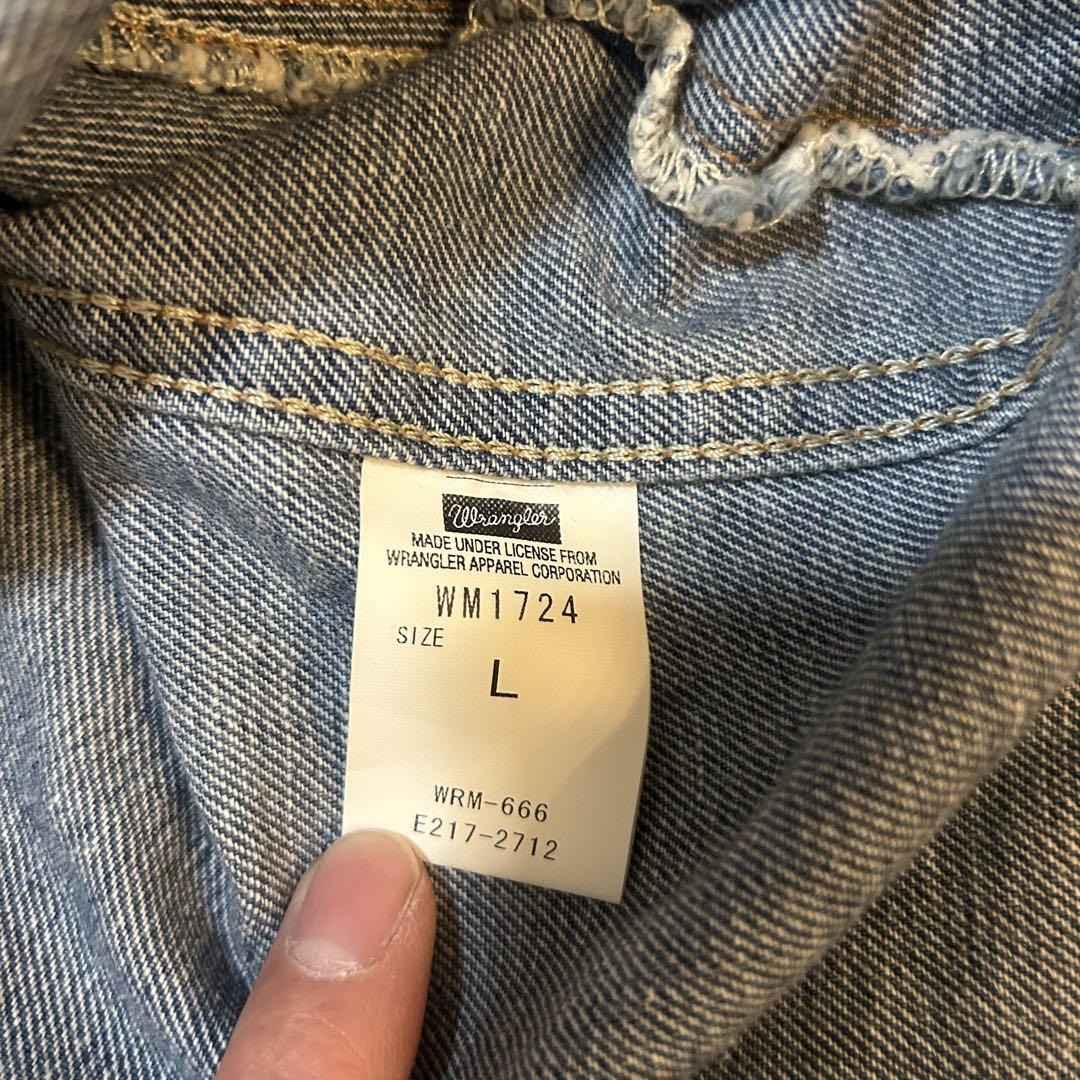 Wrangler
MADE UNDER LICENSE FROM
WRANGLER APPAREL CORPORATION
WM1724
SIZE
L
WRM-666
E217-2712